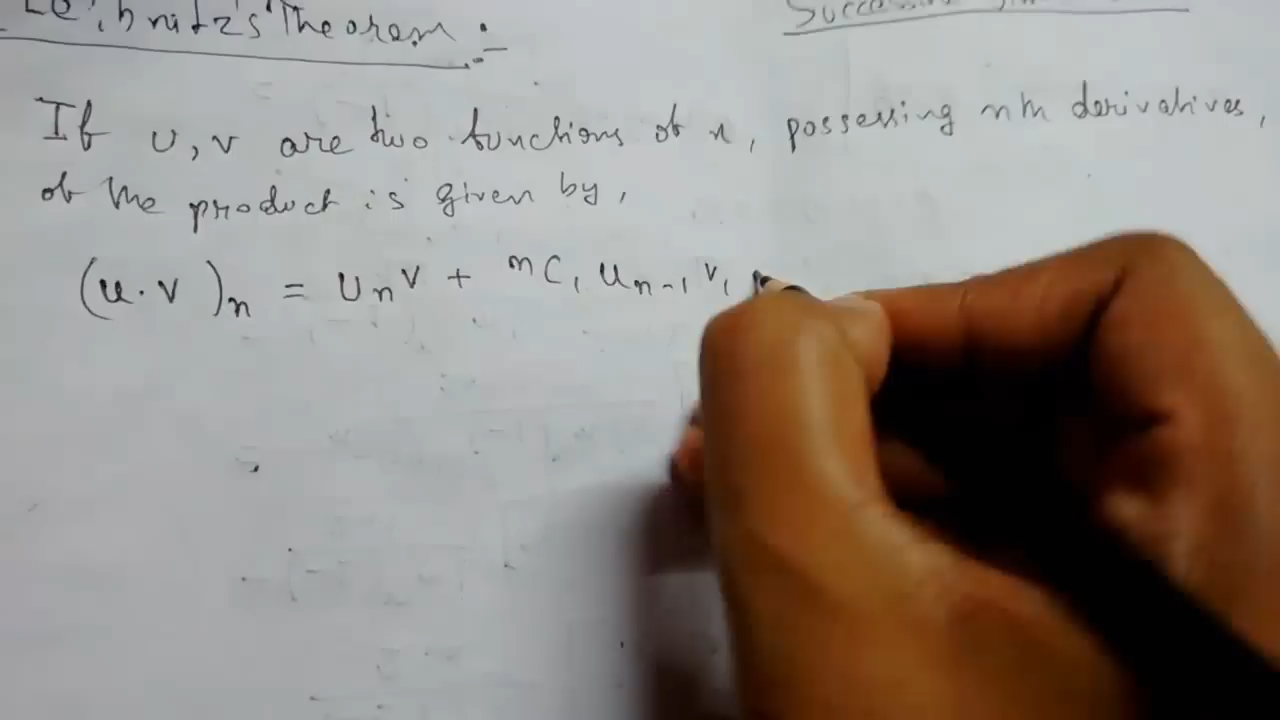 Leibnitz's Theorem :-
If u, v are two functions of x, possessing nth derivatives,
of the product is given by,
(u.v)n = Unv + nC1 Un-1 v1